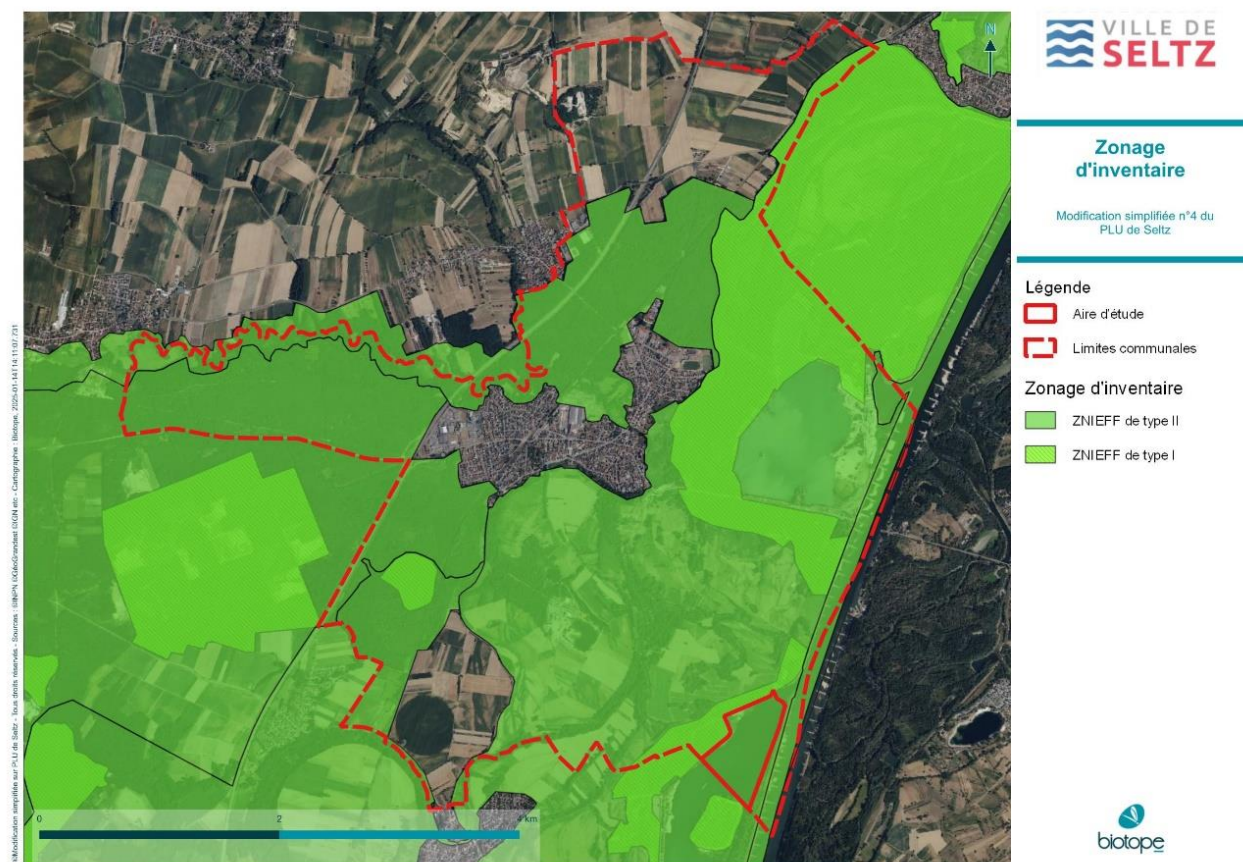 N
VILLE DE
SELTZ
Zonage
d'inventaire
Modification simplifiée n°4 du
PLU de Seltz
Légende
Aire d'étude
Limites communales
Zonage d'inventaire
ZNIEFF de type II
ZNIEFF de type I
0 2 4 km
biotope